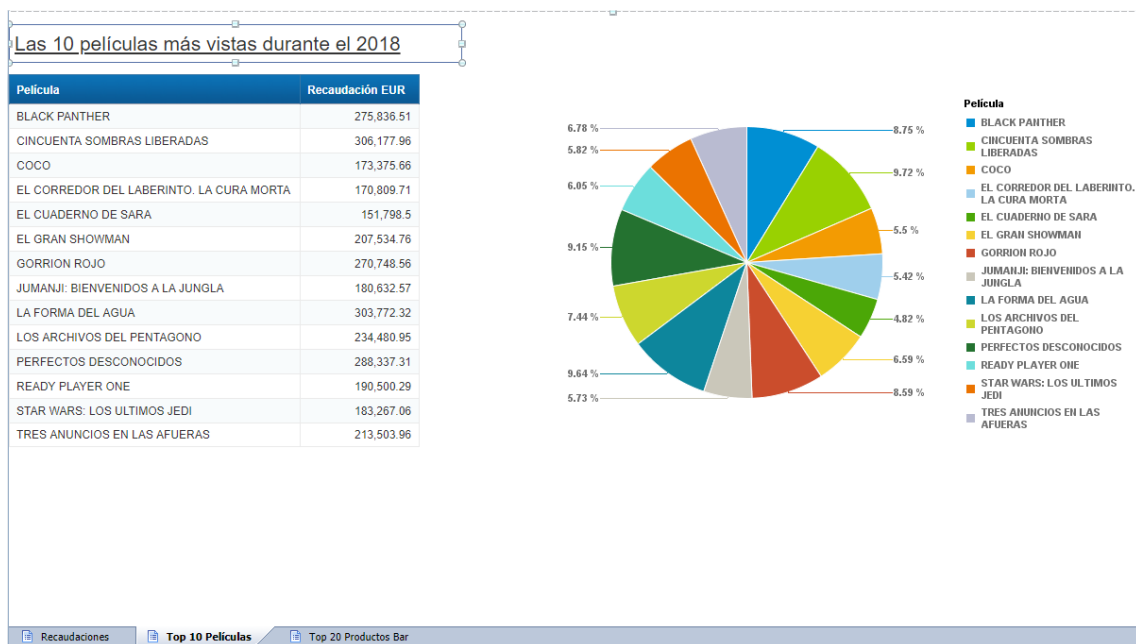 Las 10 películas más vistas durante el 2018
Película Recaudación EUR
BLACK PANTHER 275,836.51
CINCUENTA SOMBRAS LIBERADAS 306,177.96
COCO 173,375.66
EL CORREDOR DEL LABERINTO. LA CURA MORTA 170,809.71
EL CUADERNO DE SARA 151,798.5
EL GRAN SHOWMAN 207,534.76
GORRION ROJO 270,748.56
JUMANJI: BIENVENIDOS A LA JUNGLA 180,632.57
LA FORMA DEL AGUA 303,772.32
LOS ARCHIVOS DEL PENTAGONO 234,480.95
PERFECTOS DESCONOCIDOS 288,337.31
READY PLAYER ONE 190,500.29
STAR WARS: LOS ULTIMOS JEDI 183,267.06
TRES ANUNCIOS EN LAS AFUERAS 213,503.96
6.78 %
5.82 %
6.05 %
9.15 %
7.44 %
9.64 %
5.73 %
8.75 %
9.72 %
5.5 %
5.42 %
4.82 %
6.59 %
8.59 %
Película
BLACK PANTHER
CINCUENTA SOMBRAS
LIBERADAS
COCO
EL CORREDOR DEL LABERINTO.
LA CURA MORTA
EL CUADERNO DE SARA
EL GRAN SHOWMAN
GORRION ROJO
JUMANJI: BIENVENIDOS A LA
JUNGLA
LA FORMA DEL AGUA
LOS ARCHIVOS DEL
PENTAGONO
PERFECTOS DESCONOCIDOS
READY PLAYER ONE
STAR WARS: LOS ULTIMOS
JEDI
TRES ANUNCIOS EN LAS
AFUERAS
Recaudaciones
Top 10 Películas
Top 20 Productos Bar